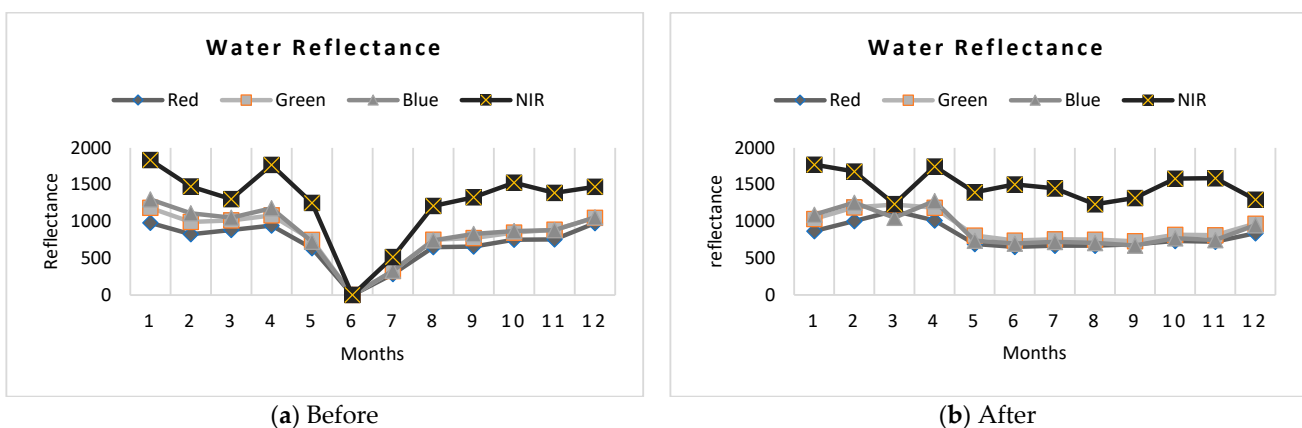 Water Reflectance
Red Green Blue NIR
2000
1500
1000
500
0
Reflectance
1 2 3 4 5 6 7 8 9 10 11 12
Months
(a) Before
Water Reflectance
Red Green Blue NIR
2000
1500
1000
500
0
reflectance
1 2 3 4 5 6 7 8 9 10 11 12
Months
(b) After